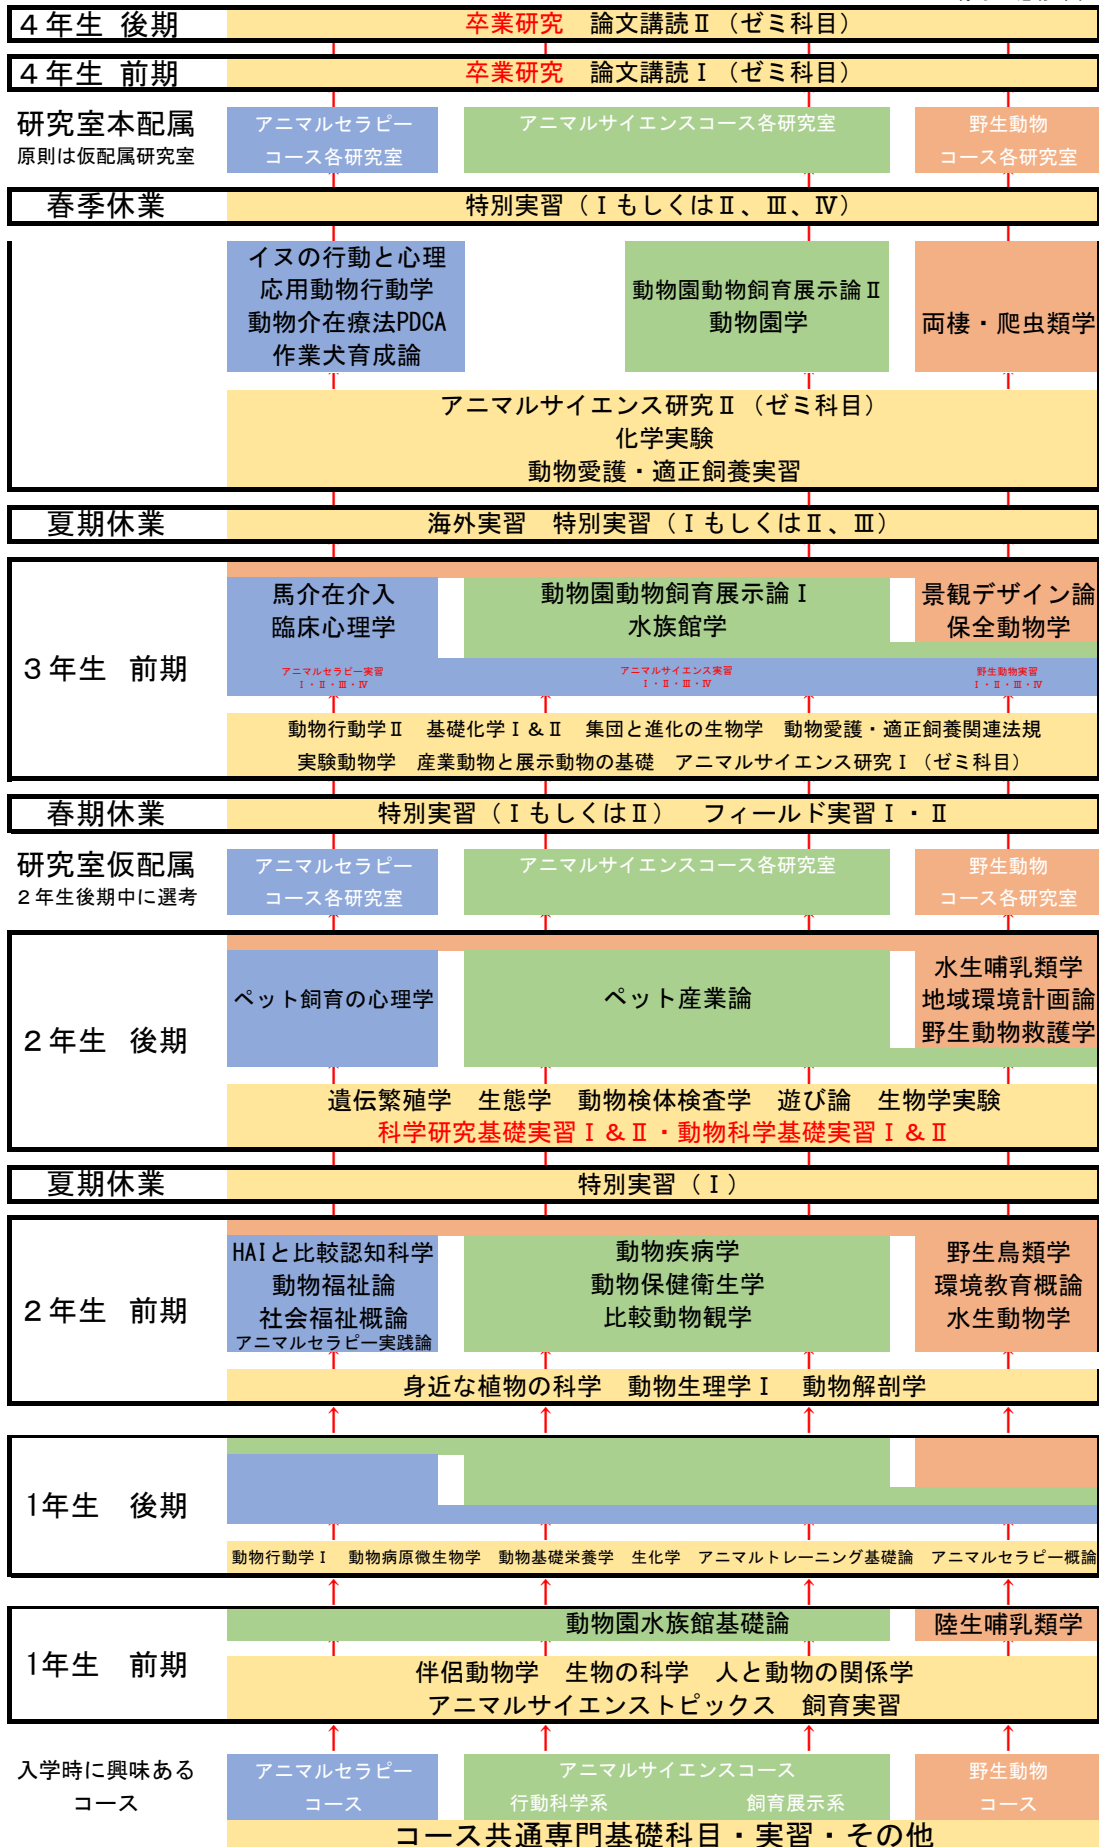 4年生 後期
卒業研究 論文講読Ⅱ（ゼミ科目）
4年生 前期
卒業研究 論文講読Ⅰ（ゼミ科目）
研究室本配属
原則は仮配属研究室
アニマルセラピー
コース各研究室
アニマルサイエンスコース各研究室
野生動物
コース各研究室
春季休業
特別実習（ⅠもしくはⅡ、Ⅲ、Ⅳ）
イヌの行動と心理
応用動物行動学
動物介在療法PDCA
作業犬育成論
動物園動物飼育展示論Ⅱ
動物園学
両棲・爬虫類学
アニマルサイエンス研究Ⅱ（ゼミ科目）
化学実験
動物愛護・適正飼養実習
夏期休業
海外実習 特別実習（ⅠもしくはⅡ、Ⅲ）
3年生 前期
馬介在介入
臨床心理学
動物園動物飼育展示論Ⅰ
水族館学
景観デザイン論
保全動物学
アニマルセラピー実習
Ⅰ・Ⅱ・Ⅲ・Ⅳ
アニマルサイエンス実習
Ⅰ・Ⅱ・Ⅲ・Ⅳ
野生動物実習
Ⅰ・Ⅱ・Ⅲ・Ⅳ
動物行動学Ⅱ 基礎化学Ⅰ&Ⅱ 集団と進化の生物学 動物愛護・適正飼養関連法規
実験動物学 産業動物と展示動物の基礎 アニマルサイエンス研究Ⅰ（ゼミ科目）
春期休業
特別実習（ⅠもしくはⅡ） フィールド実習Ⅰ・Ⅱ
研究室仮配属
2年生後期中に選考
アニマルセラピー
コース各研究室
アニマルサイエンスコース各研究室
野生動物
コース各研究室
2年生 後期
ペット飼育の心理学
ペット産業論
水生哺乳類学
地域環境計画論
野生動物救護学
遺伝繁殖学 生態学 動物検体検査学 遊び論 生物学実験
科学研究基礎実習Ⅰ&Ⅱ・動物科学基礎実習Ⅰ&Ⅱ
夏期休業
特別実習（Ⅰ）
2年生 前期
HAIと比較認知科学
動物福祉論
社会福祉概論
アニマルセラピー実践論
動物疾病学
動物保健衛生学
比較動物観学
野生鳥類学
環境教育概論
水生動物学
身近な植物の科学 動物生理学Ⅰ 動物解剖学
1年生 後期
動物行動学Ⅰ 動物病原微生物学 動物基礎栄養学 生化学 アニマルトレーニング基礎論 アニマルセラピー概論
1年生 前期
動物園水族館基礎論
陸生哺乳類学
伴侶動物学 生物の科学 人と動物の関係学
アニマルサイエンストピックス 飼育実習
入学時に興味ある
コース
アニマルセラピー
コース
アニマルサイエンスコース
行動科学系 飼育展示系
野生動物
コース
コース共通専門基礎科目・実習・その他